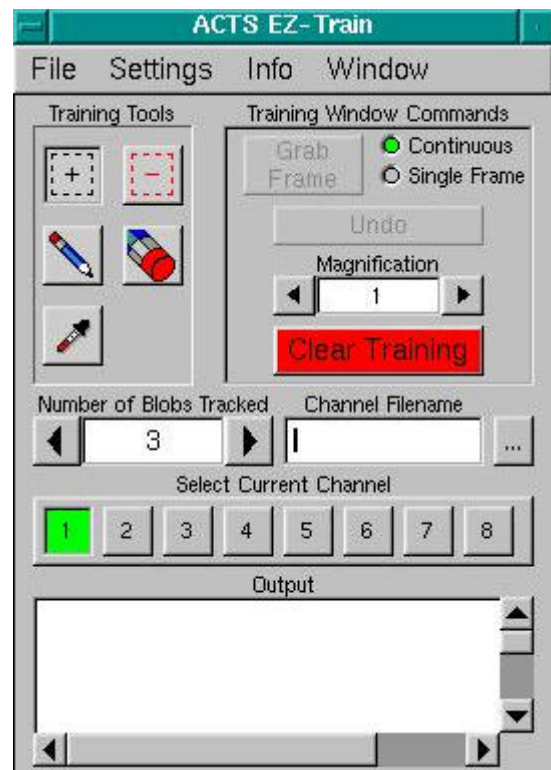 ACTS EZ-Train
File Settings Info Window
Training Tools
Training Window Commands
Grab
Frame
Continuous
Single Frame
Undo
Magnification
1
Clear Training
Number of Blobs Tracked
Channel Filename
3
...
Select Current Channel
1 2 3 4 5 6 7 8
Output